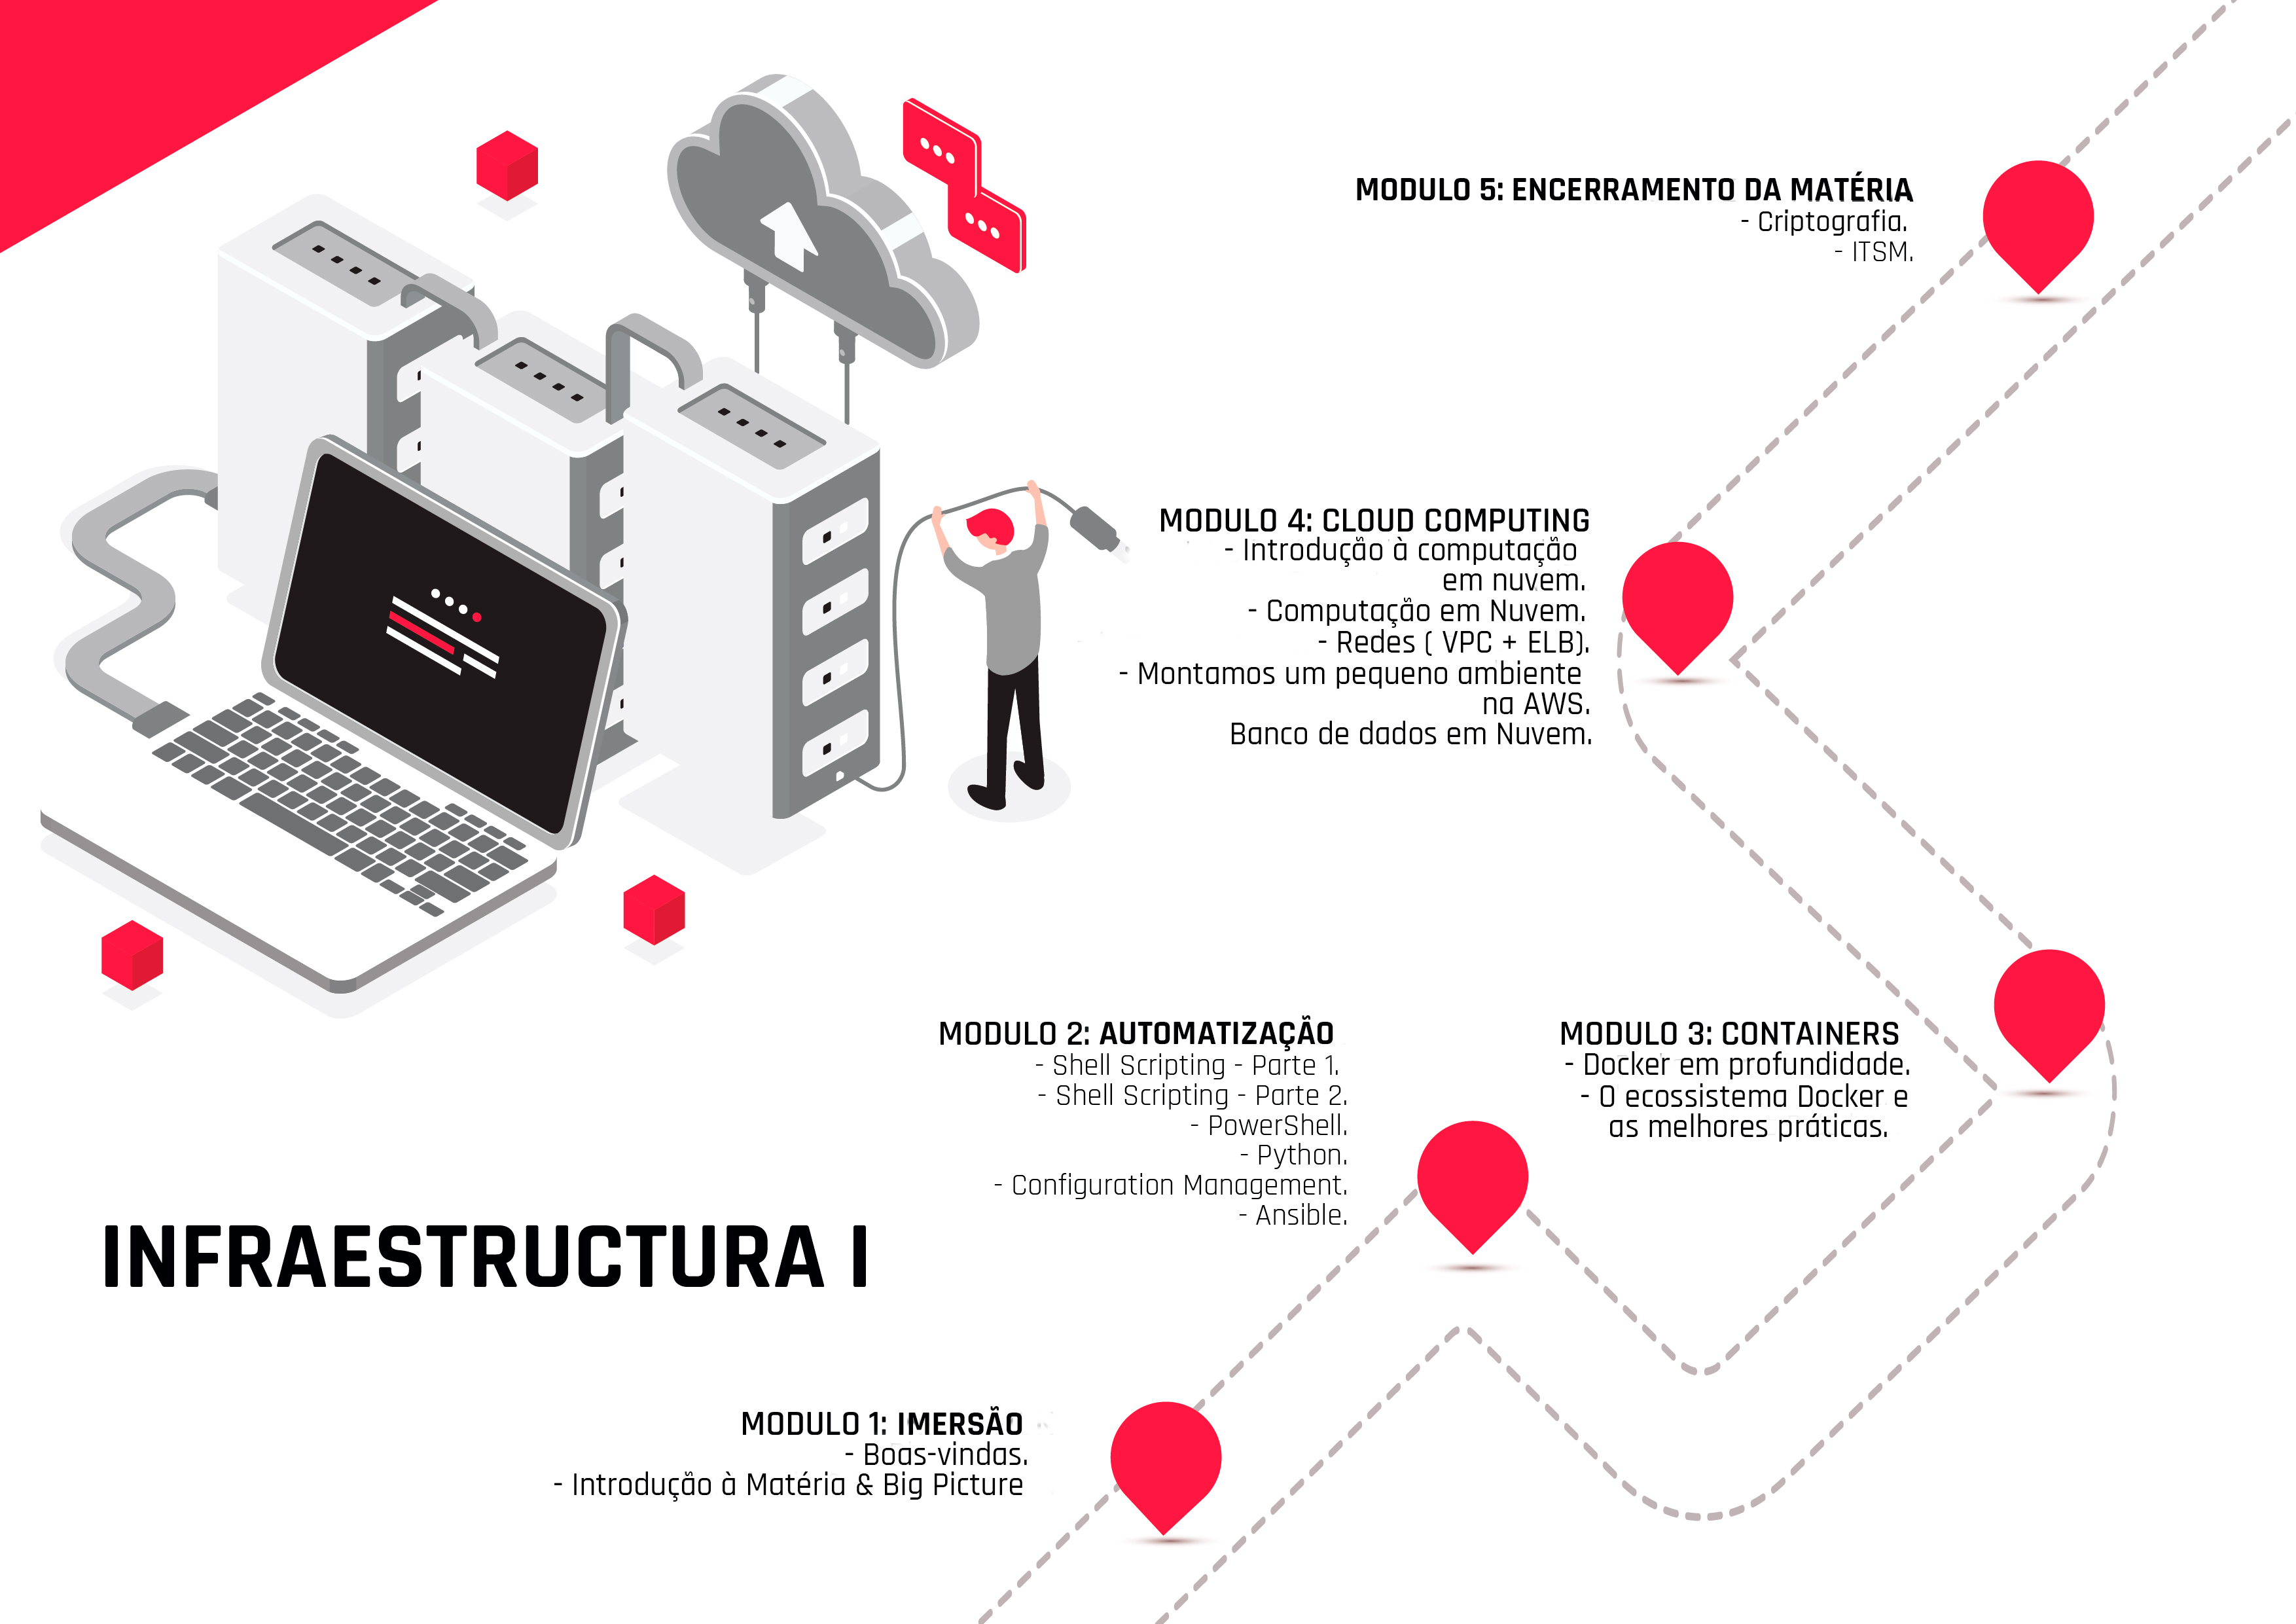 MODULO 5: ENCERRAMENTO DA MATÉRIA
- Criptografia.
- ITSM.
MODULO 4: CLOUD COMPUTING
- Introdução à computação
em nuvem.
- Computação em Nuvem.
- Redes ( VPC + ELB).
- Montamos um pequeno ambiente
na AWS.
Banco de dados em Nuvem.
MODULO 2: AUTOMATIZAÇÃO
- Shell Scripting - Parte 1.
- Shell Scripting - Parte 2.
- PowerShell.
- Python.
- Configuration Management.
- Ansible.
MODULO 3: CONTAINERS
- Docker em profundidade.
- O ecossistema Docker e
as melhores práticas.
INFRAESTRUCTURA I
MODULO 1: IMERSÃO
- Boas-vindas.
- Introdução à Matéria & Big Picture